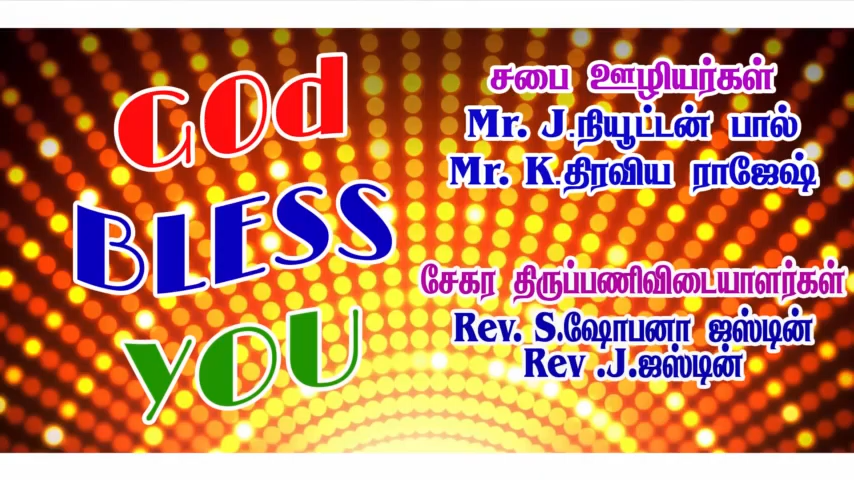 GOd
BLESS
YOU
சபை ஊழியர்கள்
Mr. J.நியூட்டன் பால்
Mr. K.திரவிய ராஜேஷ்
சேகர திருப்பணிவிடையாளர்கள்
Rev. S.ஷோபனா ஜஸ்டின்
Rev .J.ஜஸ்டின்